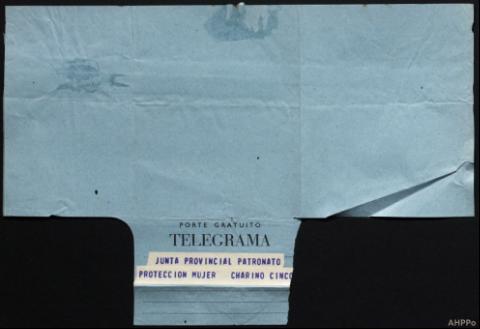 PORTE GRATUITO
TELEGRAMA
JUNTA PROVINCIAL PATRONATO
PROTECCION MUJER CHARINO CINCO
AHPPo